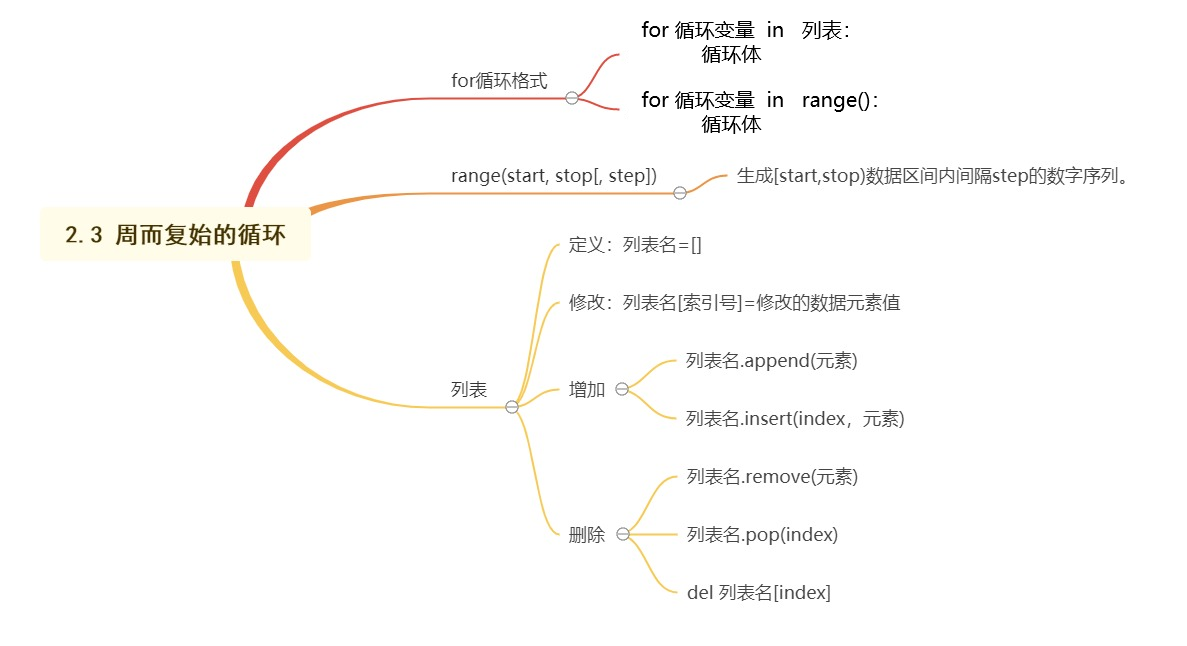 for 循环变量 in 列表：
循环体
for循环格式
for 循环变量 in range()：
循环体
range(start, stop[, step])
生成[start,stop)数据区间内间隔step的数字序列。
2.3 周而复始的循环
定义：列表名=[]
修改：列表名[索引号]=修改的数据元素值
列表
增加
列表名.append(元素)
列表名.insert(index，元素)
删除
列表名.remove(元素)
列表名.pop(index)
del 列表名[index]